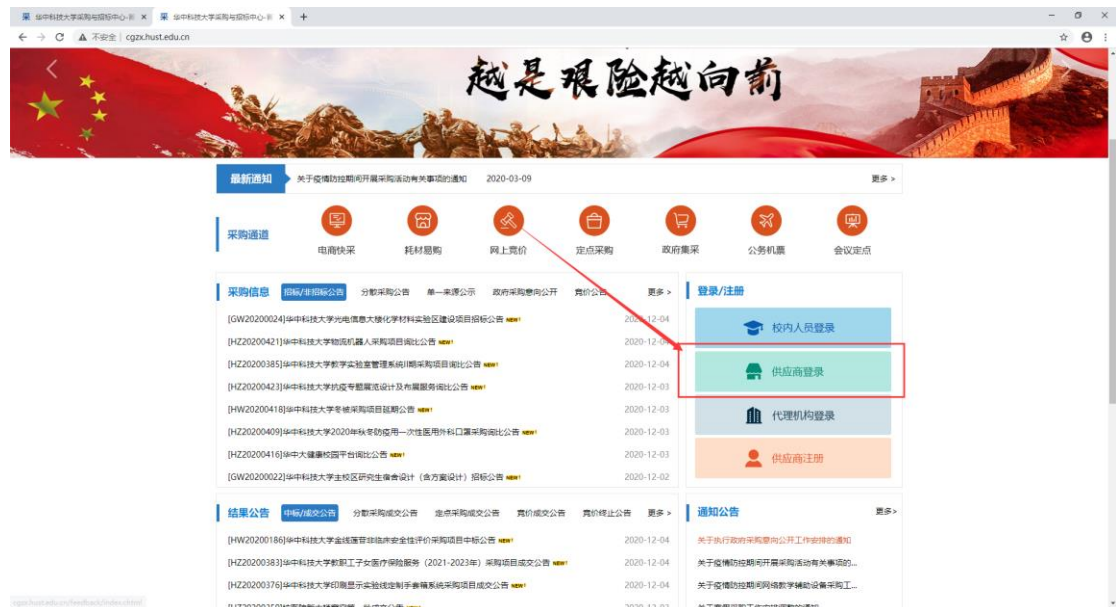 华中科技大学采购与招标中心-
华中科技大学采购与招标中心-
不安全 | cgzx.hust.edu.cn
越是艰险越向前
最新通知 关于疫情防控期间开展采购活动有关事项的通知 2020-03-09 更多 >
采购通道
电商快采 耗材易购 网上竞价 定点采购 政府集采 公务机票 会议定点
采购信息 招标/非招标公告 分散采购公告 单一来源公示 政府采购意向公开 竞价公告 更多 >
[GW20200024]华中科技大学光电信息大楼化学材料实验区建设项目招标公告 NEW! 2020-12-04
[HZ20200421]华中科技大学物流机器人采购项目询比公告 NEW! 2020-12-04
[HZ20200385]华中科技大学教学实验室管理系统II期采购项目询比公告 NEW! 2020-12-04
[HZ20200423]华中科技大学抗疫专题展览设计及布展服务询比公告 NEW! 2020-12-03
[HW20200418]华中科技大学冬被采购项目延期公告 NEW! 2020-12-03
[HZ20200409]华中科技大学2020年秋冬防疫用一次性医用外科口罩采购询比公告 NEW! 2020-12-03
[HZ20200416]华中大健康校园平台询比公告 NEW! 2020-12-03
[GW20200022]华中科技大学主校区研究生宿舍设计（含方案设计）招标公告 NEW! 2020-12-02
登录/注册
校内人员登录
供应商登录
代理机构登录
供应商注册
结果公告 中标/成交公告 分散采购成交公告 定点采购成交公告 竞价成交公告 竞价终止公告 更多 >
[HW20200186]华中科技大学金线莲苷非临床安全性评价采购项目中标公告 NEW! 2020-12-04
[HZ20200383]华中科技大学教职工子女医疗保险服务（2021-2023年）采购项目成交公告 NEW! 2020-12-04
[HZ20200376]华中科技大学印刷显示实验线定制手套箱系统采购项目成交公告 NEW! 2020-12-04
通知公告 更多>
关于执行政府采购意向公开工作安排的通知
关于疫情防控期间开展采购活动有关事项的...
关于疫情防控期间网络教学辅助设备采购工...
cgzx.hust.edu.cn/feedback/index.chtml